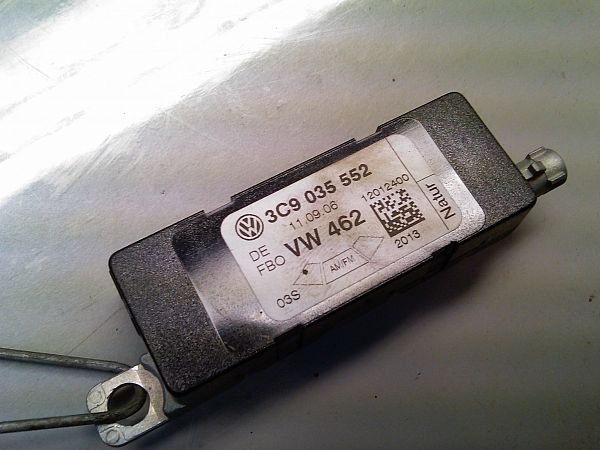 3C9 035 552
11.09.06
12012400
DE
FBO
VW 462
03S
AM/FM
2013
Natur